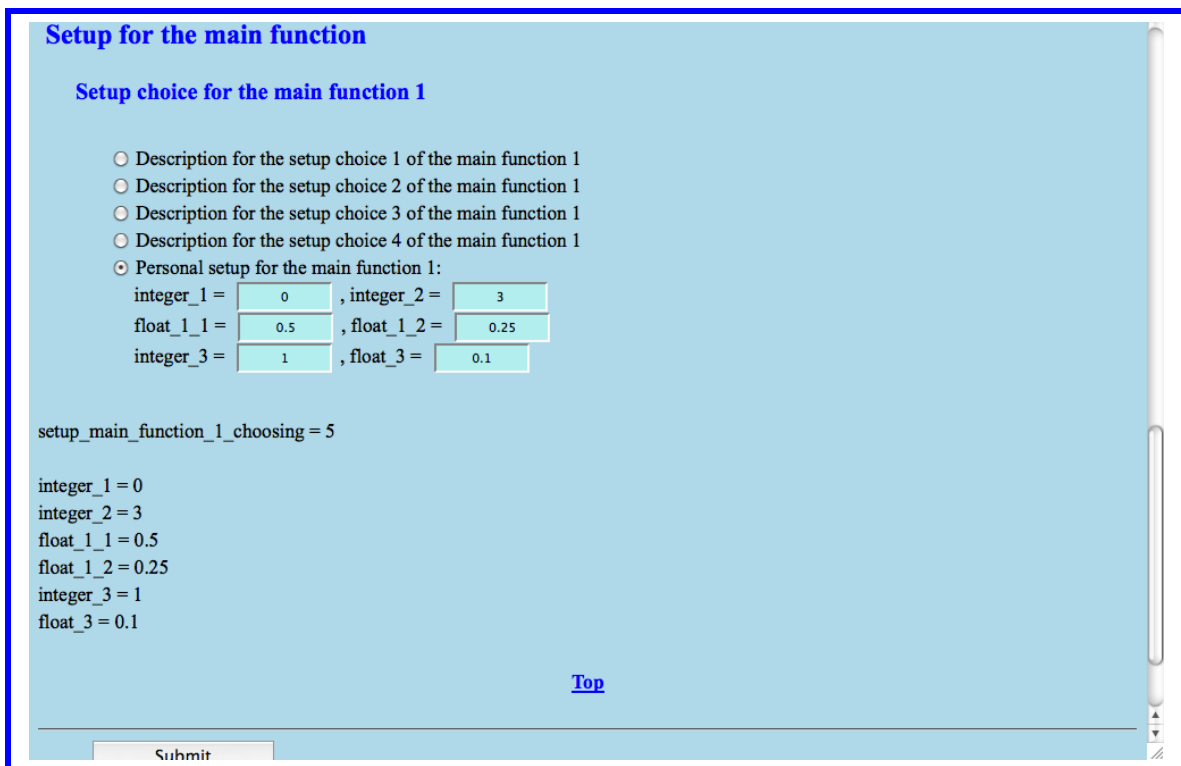 Setup for the main function
Setup choice for the main function 1
Description for the setup choice 1 of the main function 1
Description for the setup choice 2 of the main function 1
Description for the setup choice 3 of the main function 1
Description for the setup choice 4 of the main function 1
Personal setup for the main function 1:
integer_1 = 0 , integer_2 = 3
float_1_1 = 0.5 , float_1_2 = 0.25
integer_3 = 1 , float_3 = 0.1
setup_main_function_1_choosing = 5
integer_1 = 0
integer_2 = 3
float_1_1 = 0.5
float_1_2 = 0.25
integer_3 = 1
float_3 = 0.1
Top
Submit